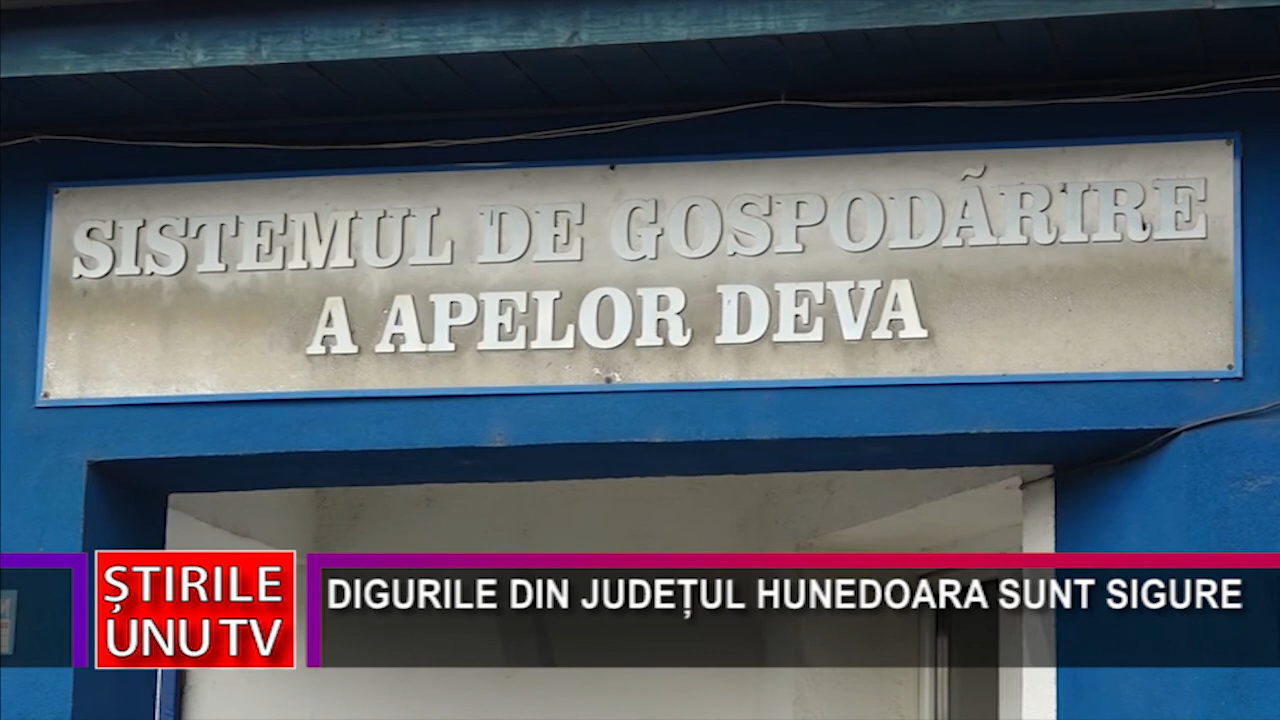 SISTEMUL DE GOSPODĂRIRE
A APELOR DEVA
ȘTIRILE
UNU TV
DIGURILE DIN JUDEȚUL HUNEDOARA SUNT SIGURE